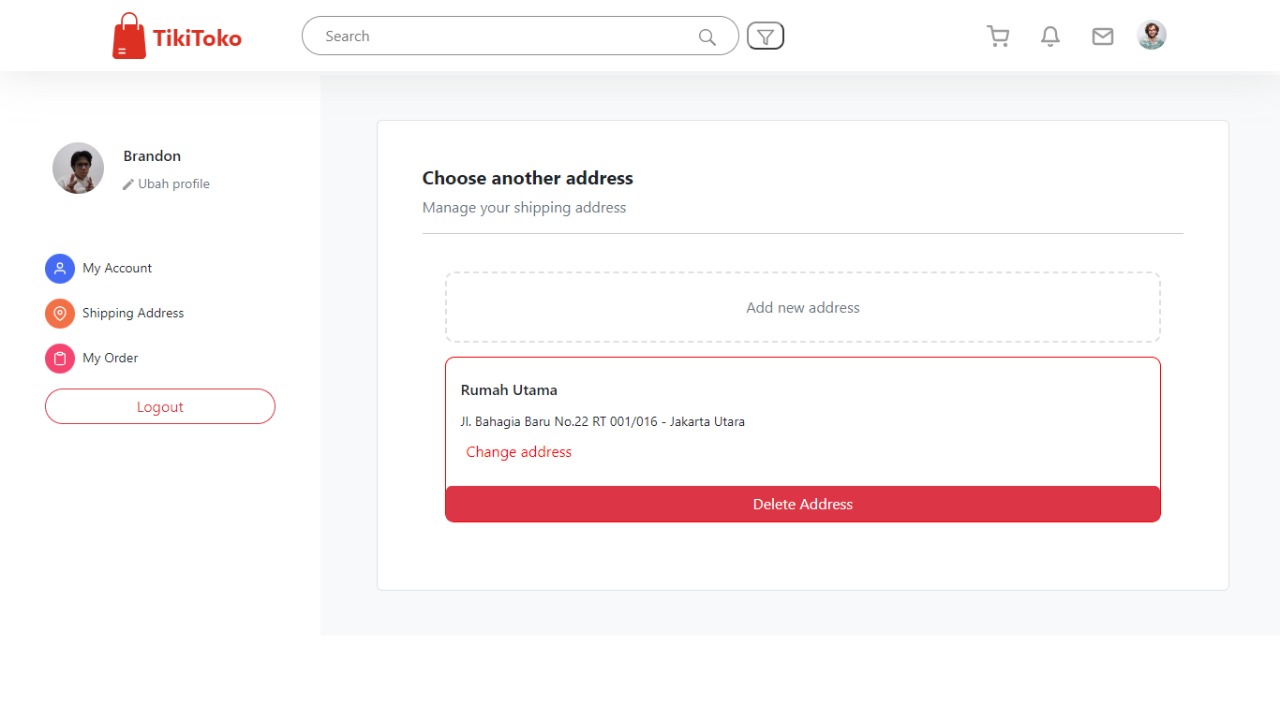 TikiToko
Search
Brandon
Ubah profile
My Account
Shipping Address
My Order
Logout
Choose another address
Manage your shipping address
Add new address
Rumah Utama
Jl. Bahagia Baru No.22 RT 001/016 - Jakarta Utara
Change address
Delete Address